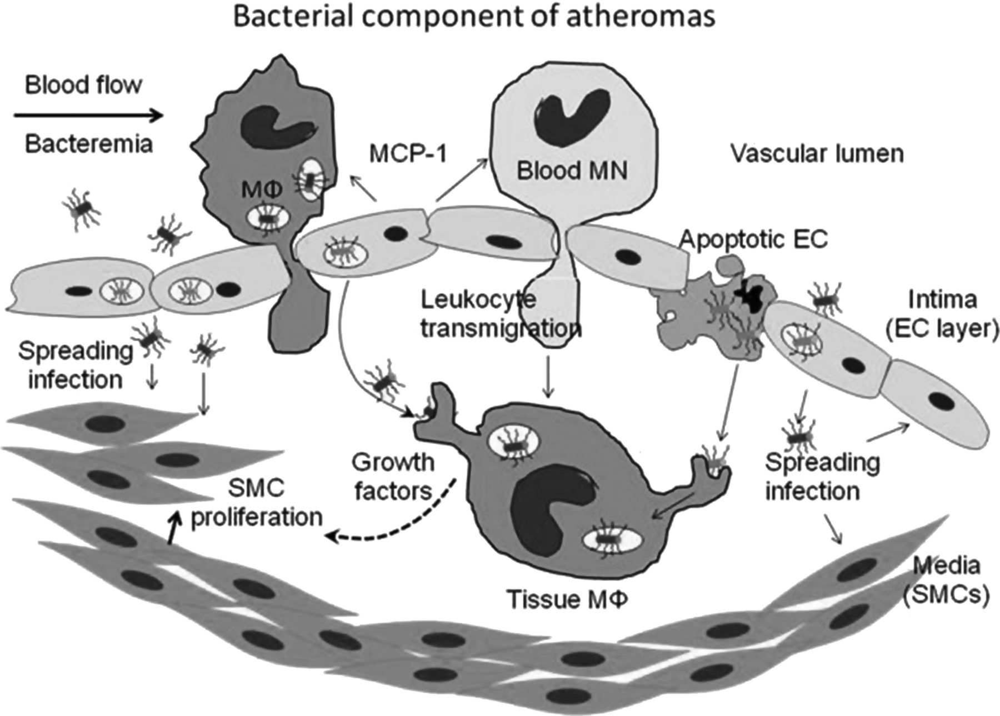 Bacterial component of atheromas
Blood flow
Bacteremia
MCP-1
MΦ
Blood MN
Vascular lumen
Apoptotic EC
Leukocyte
transmigration
Intima
(EC layer)
Spreading
infection
Growth
factors
Spreading
infection
SMC
proliferation
Tissue MΦ
Media
(SMCs)